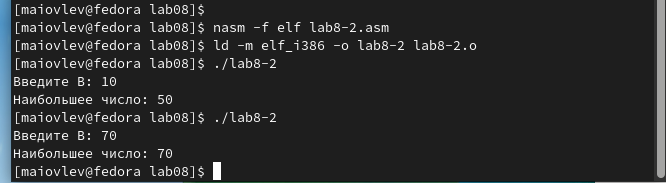 [maiovlev@fedora lab08]$
[maiovlev@fedora lab08]$ nasm -f elf lab8-2.asm
[maiovlev@fedora lab08]$ ld -m elf_i386 -o lab8-2 lab8-2.o
[maiovlev@fedora lab08]$ ./lab8-2
Введите B: 10
Наибольшее число: 50
[maiovlev@fedora lab08]$ ./lab8-2
Введите B: 70
Наибольшее число: 70
[maiovlev@fedora lab08]$